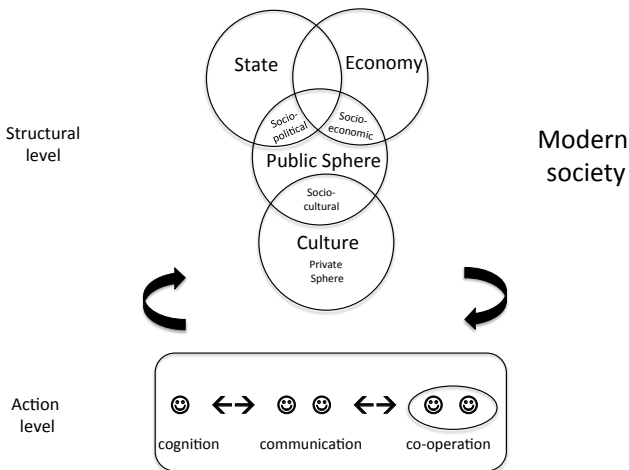 State
Economy
Socio-
political
Socio-
economic
Structural
level
Modern
society
Public Sphere
Socio-
cultural
Culture
Private
Sphere
Action
level
cognition
communication
co-operation